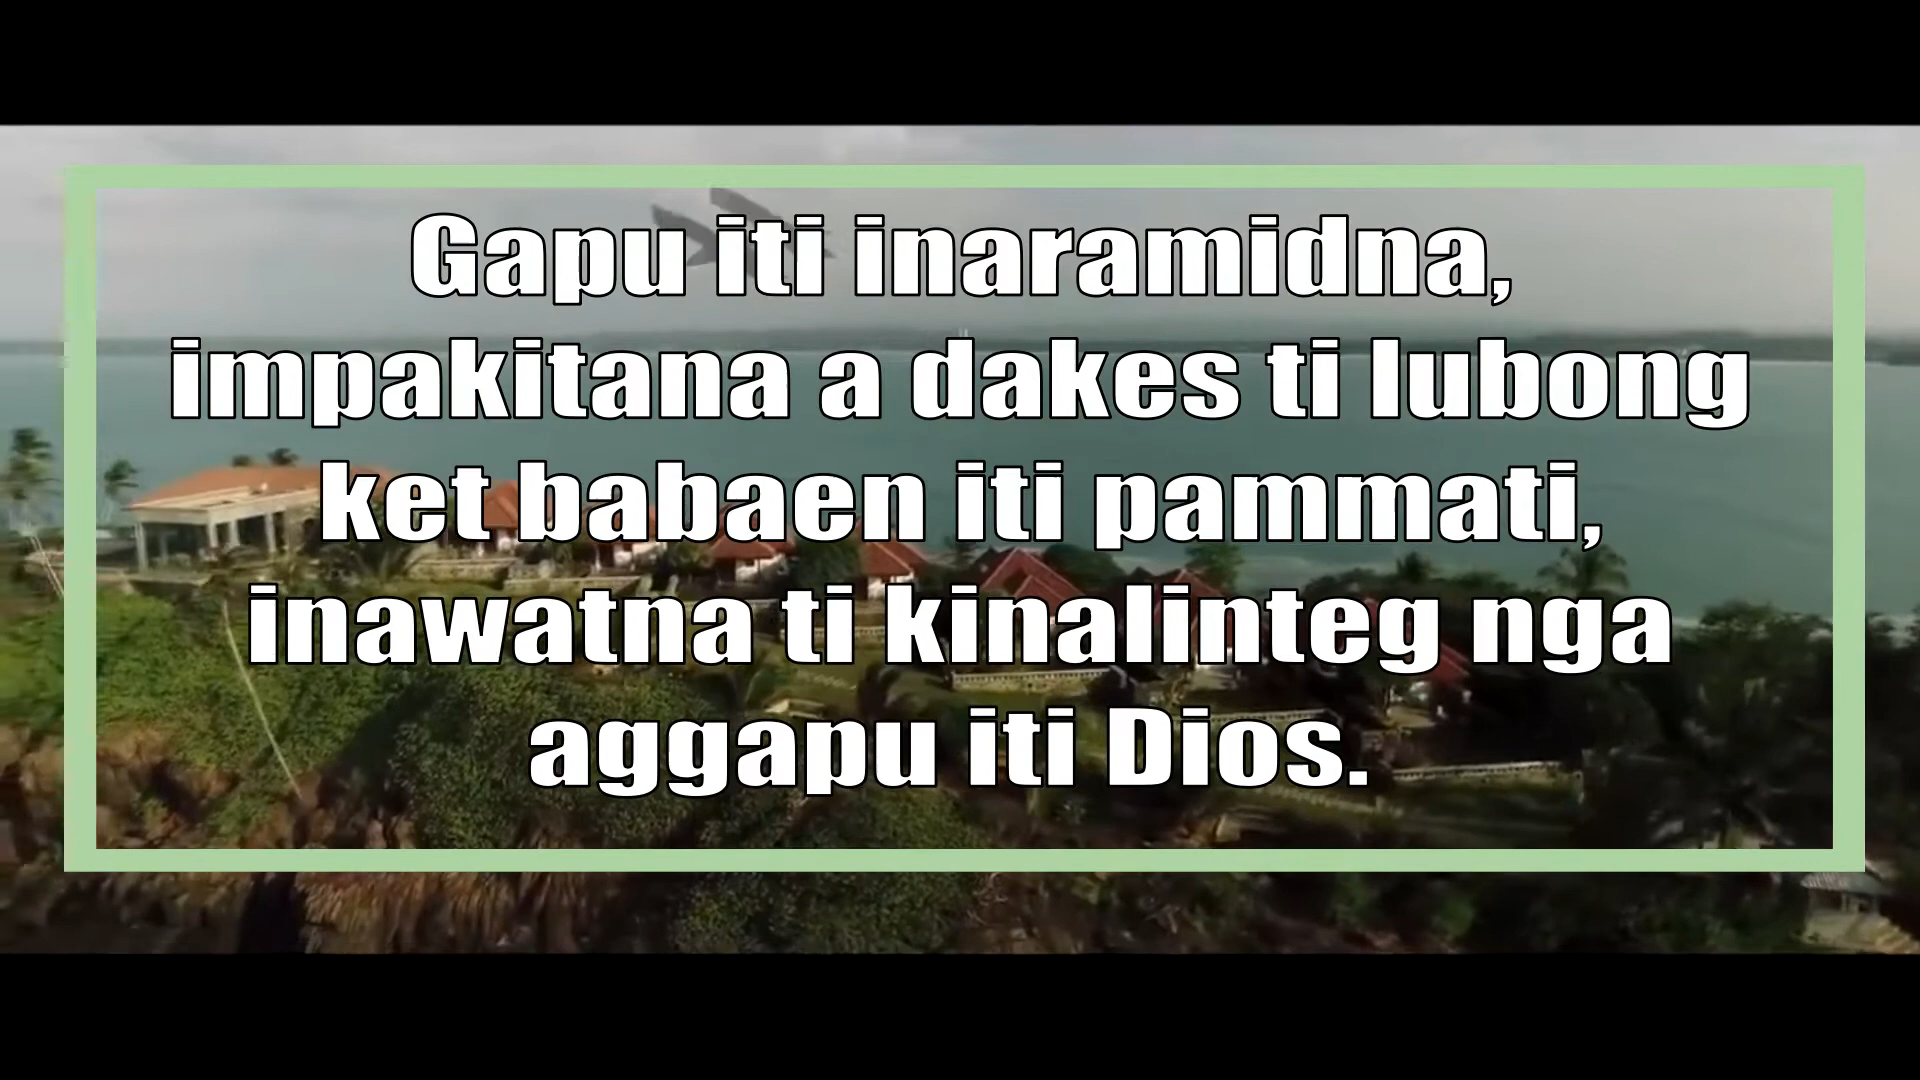 Gapu iti inaramidna,
impakitana a dakes ti lubong
ket babaen iti pammati,
inawatna ti kinalinteg nga
aggapu iti Dios.